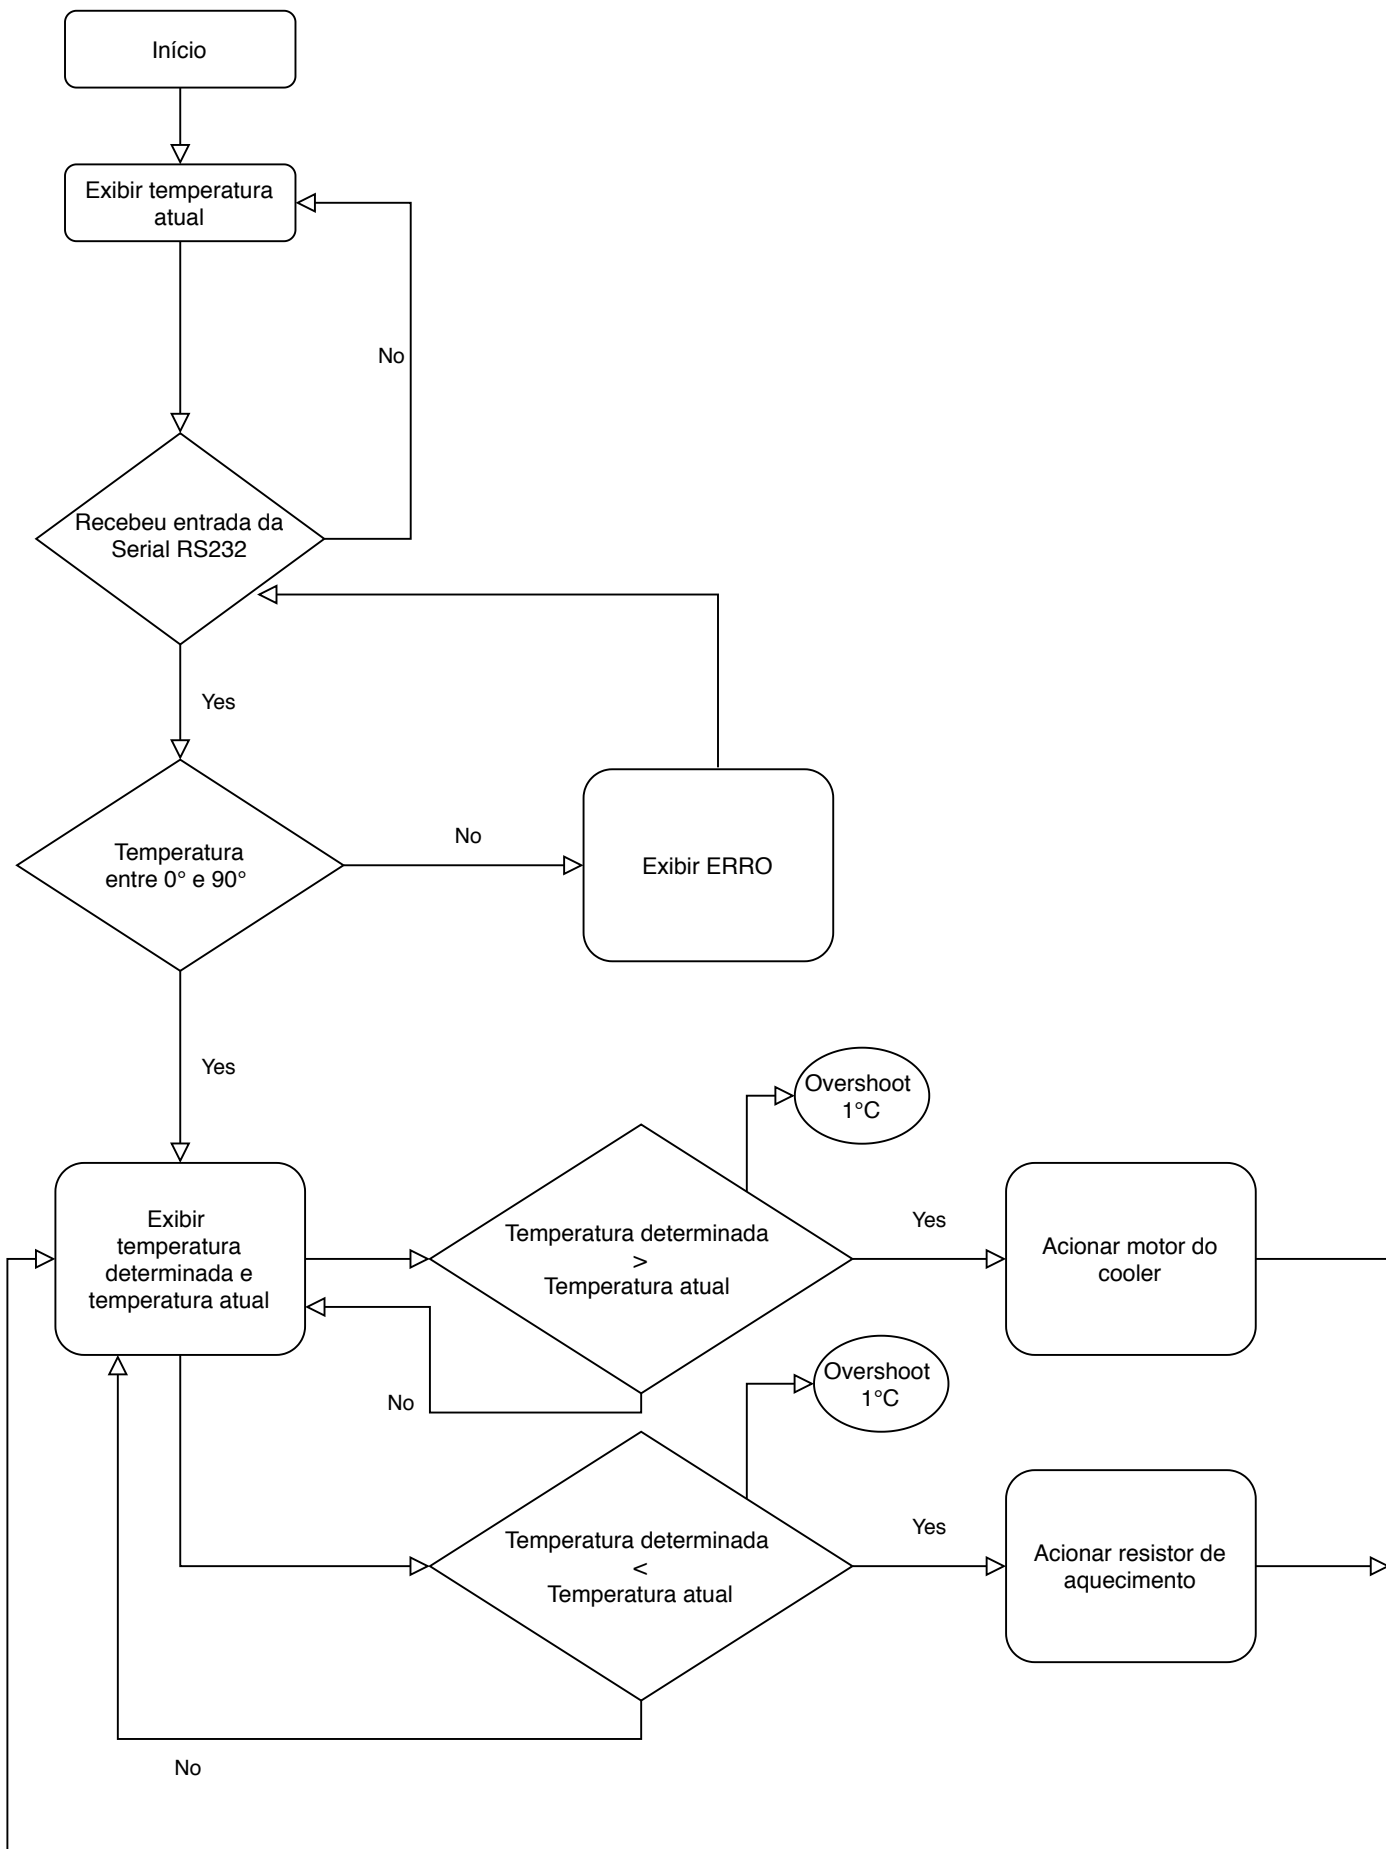 Início
Exibir temperatura
atual
No
Recebeu entrada da
Serial RS232
Yes
Temperatura
entre 0° e 90°
No
Exibir ERRO
Yes
Overshoot
1°C
Exibir
temperatura
determinada e
temperatura atual
Temperatura determinada
>
Temperatura atual
Yes
Acionar motor do
cooler
No
Overshoot
1°C
Temperatura determinada
<
Temperatura atual
Yes
Acionar resistor de
aquecimento
No